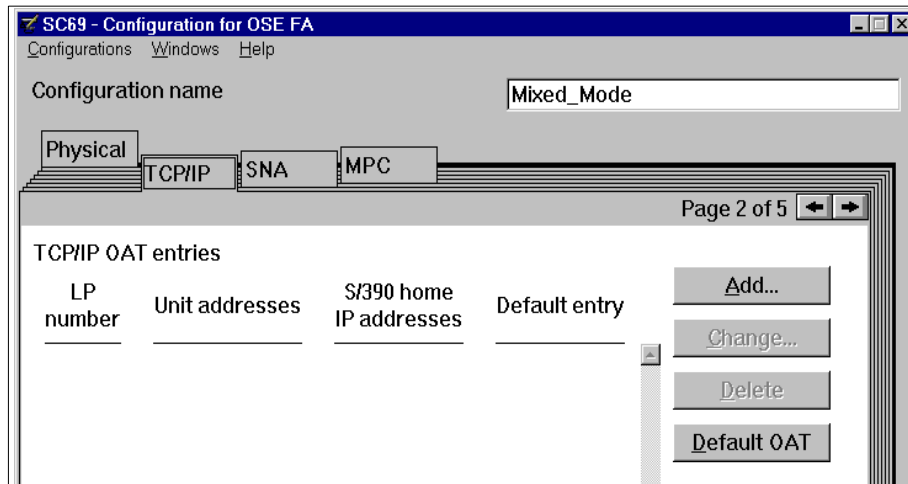 SC69 - Configuration for OSE FA
Configurations Windows Help
Configuration name
Mixed_Mode
Physical
TCP/IP
SNA
MPC
Page 2 of 5
TCP/IP OAT entries
LP number
Unit addresses
S/390 home IP addresses
Default entry
Add...
Change...
Delete
Default OAT